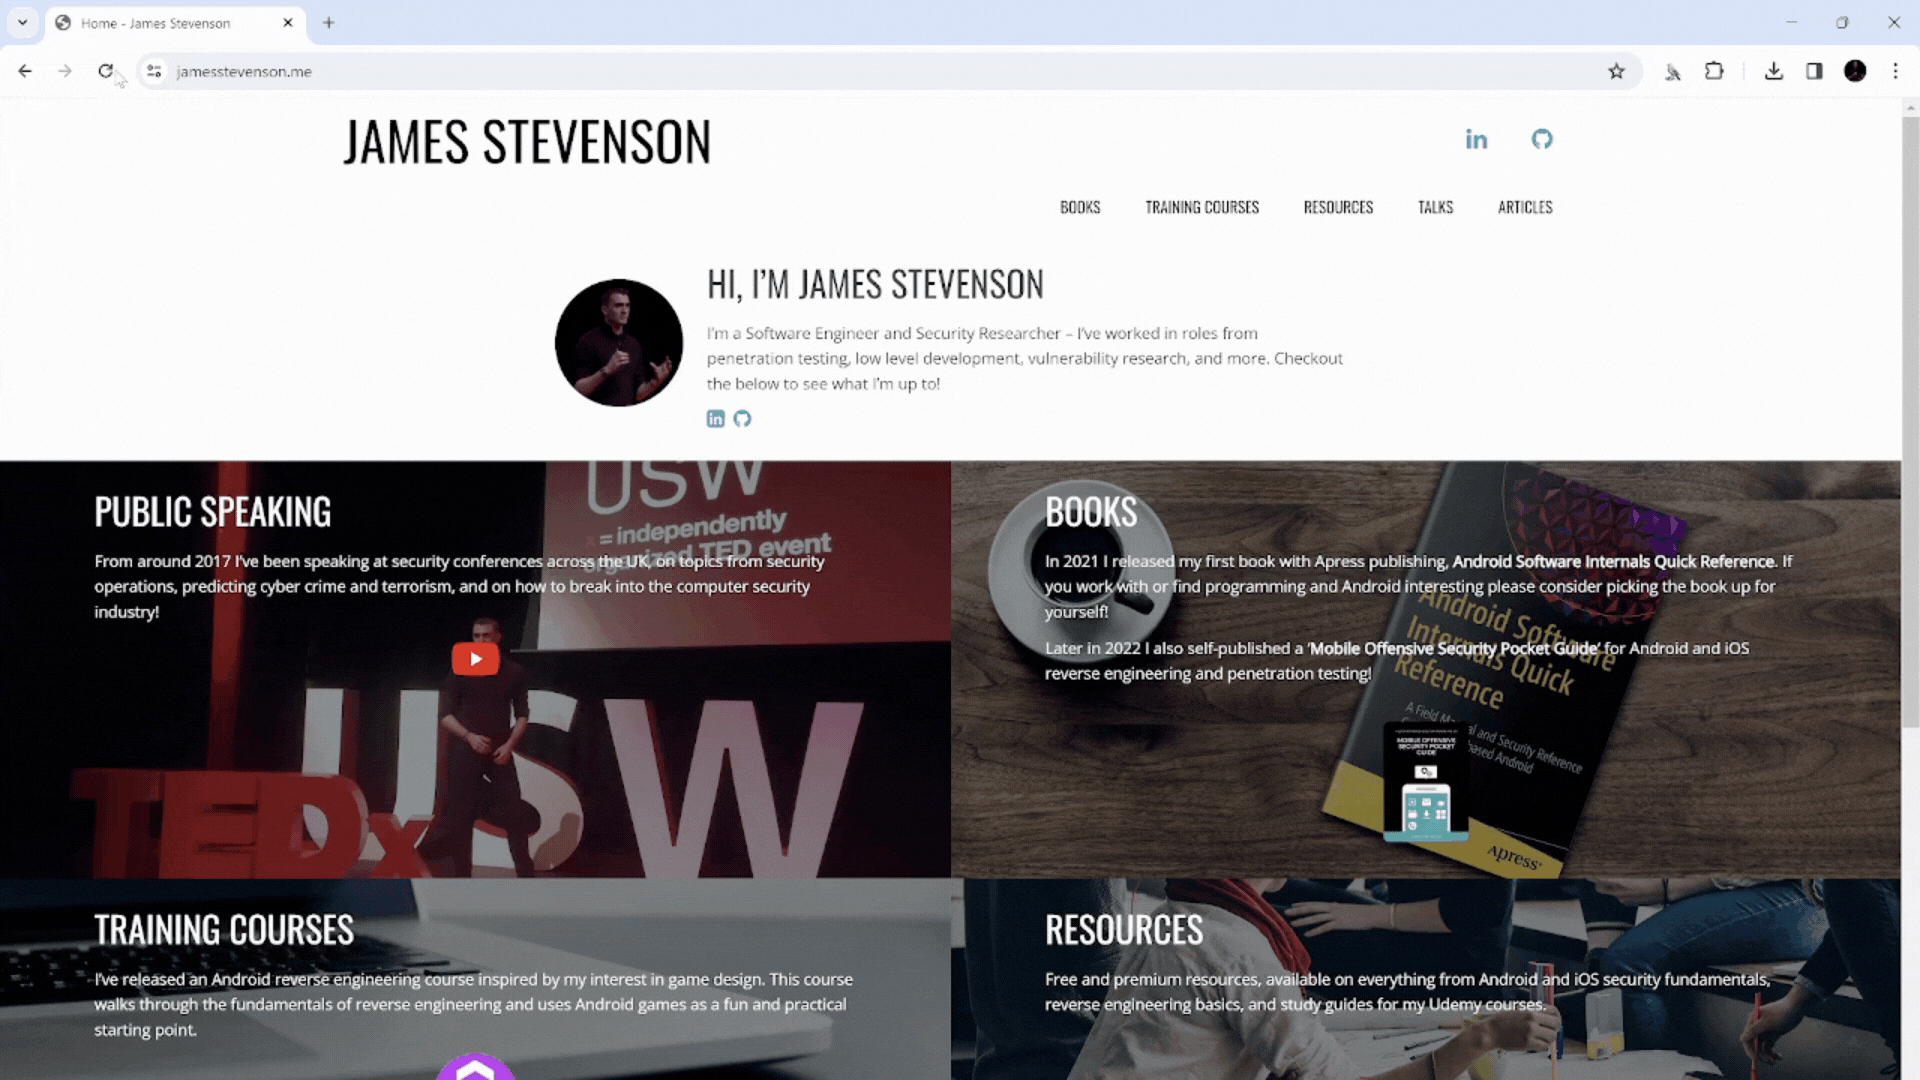 Home - James Stevenson
jamesstevenson.me
JAMES STEVENSON
BOOKS TRAINING COURSES RESOURCES TALKS ARTICLES
HI, I'M JAMES STEVENSON
I'm a Software Engineer and Security Researcher – I've worked in roles from
penetration testing, low level development, vulnerability research, and more. Checkout
the below to see what I'm up to!
PUBLIC SPEAKING
From around 2017 I've been speaking at security conferences across the UK, on topics from security
operations, predicting cyber crime and terrorism, and on how to break into the computer security
industry!
USW
= independently
organized TED event
USW
TEDx
BOOKS
In 2021 I released my first book with Apress publishing, Android Software Internals Quick Reference. If
you work with or find programming and Android interesting please consider picking the book up for
yourself!
Later in 2022 I also self-published a 'Mobile Offensive Security Pocket Guide' for Android and iOS
reverse engineering and penetration testing!
Android Software
Internals Quick
Reference
A Field
and Security Reference
based Android
MOBILE OFFENSIVE
SECURITY POCKET
GUIDE
Apress
TRAINING COURSES
I've released an Android reverse engineering course inspired by my interest in game design. This course
walks through the fundamentals of reverse engineering and uses Android games as a fun and practical
starting point.
RESOURCES
Free and premium resources, available on everything from Android and iOS security fundamentals,
reverse engineering basics, and study guides for my Udemy courses.